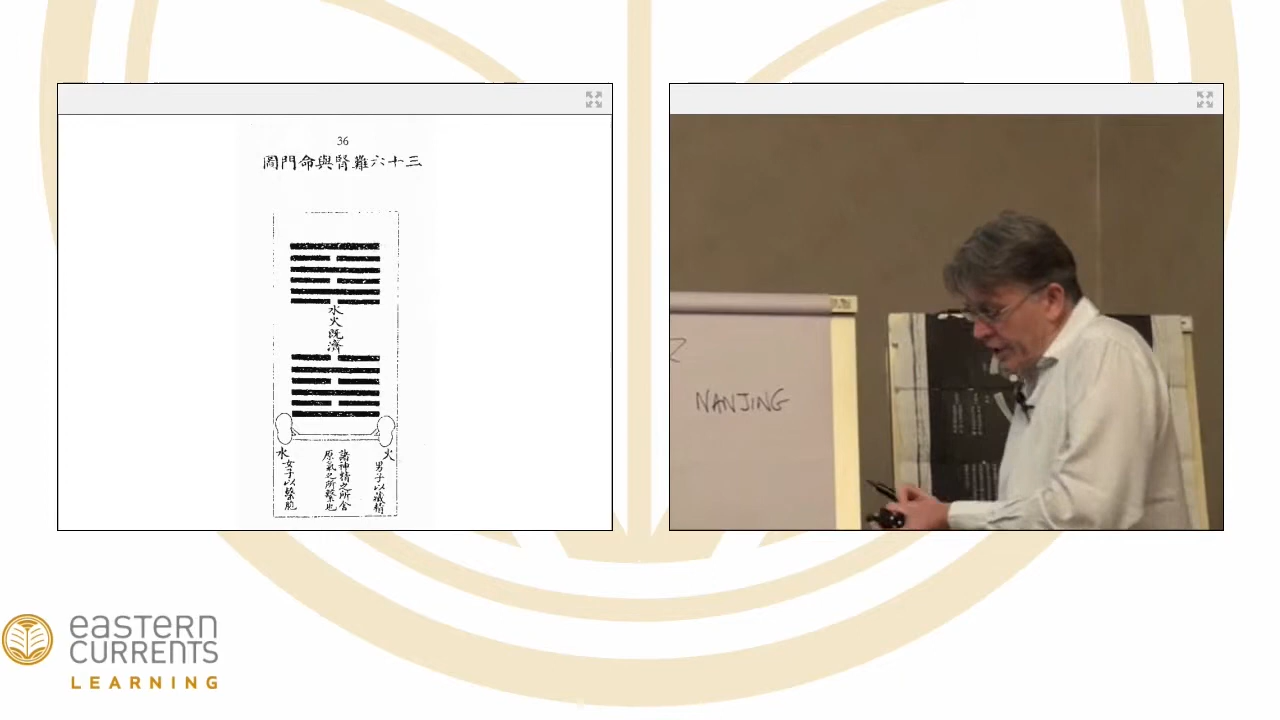 36
三十六難腎與命門圖
水火既濟
火
男子以藏精
諸神精之所舍
原氣之所繫也
水
女子以繫胞
NANJING
eastern
CURRENTS
LEARNING